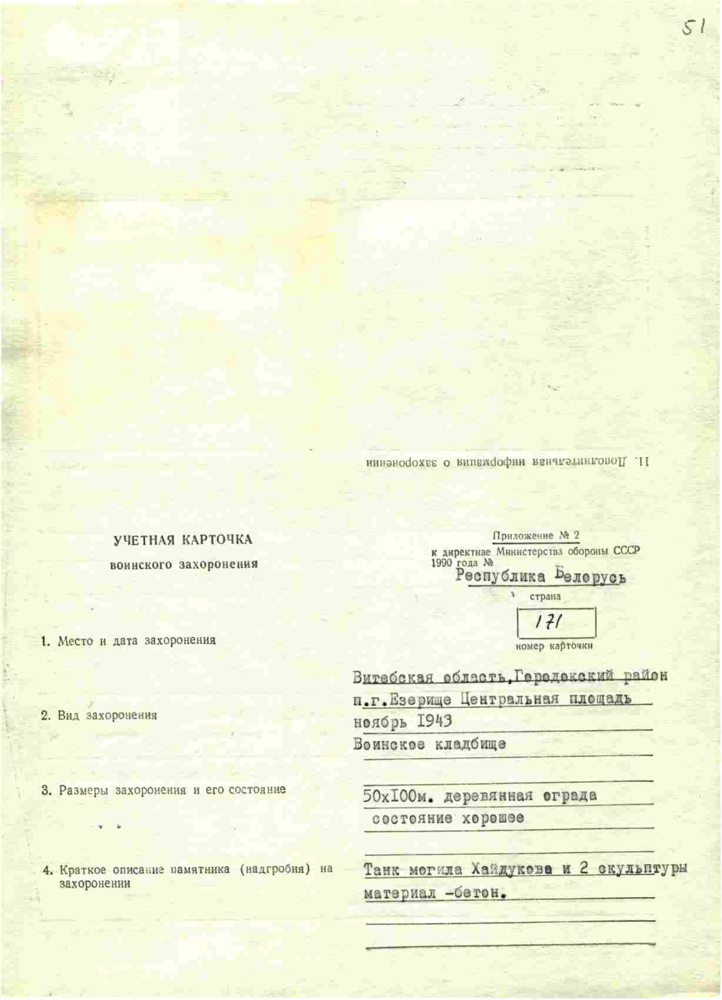 51
11. Дополнительная информация о захоронении
УЧЕТНАЯ КАРТОЧКА
воинского захоронения
Приложение № 2
к директиве Министерства обороны СССР
1990 года №
Республика Белорусь
страна
171
номер карточки
1. Место и дата захоронения
Витебская область,Городокский район
п.г.Езерище Центральная площадь
ноябрь 1943
2. Вид захоронения
Воинское кладбище
3. Размеры захоронения и его состояние
50х100м. деревянная ограда
состояние хорошее
4. Краткое описание памятника (надгробия) на
захоронении
Танк могила Хайдукова и 2 скульптуры
материал -бетон.